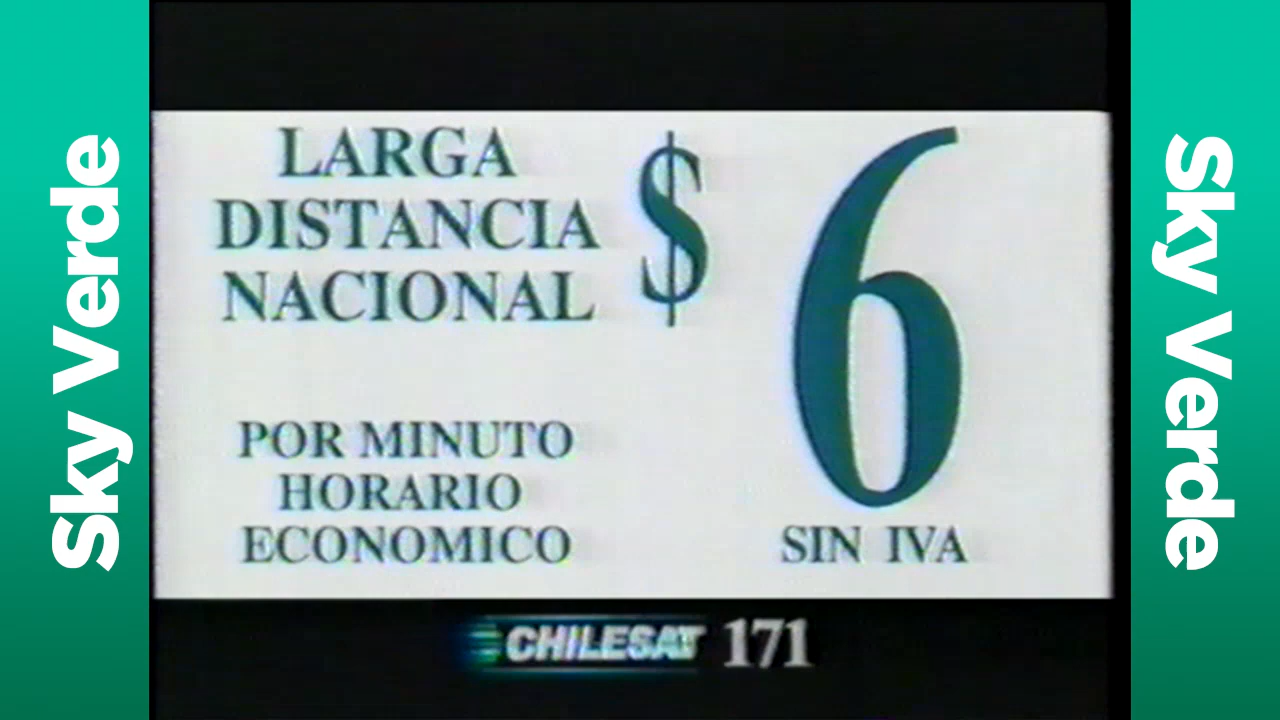 Sky Verde
LARGA
DISTANCIA
NACIONAL
$ 6
POR MINUTO
HORARIO
ECONOMICO
SIN IVA
CHILESAT 171
Sky Verde